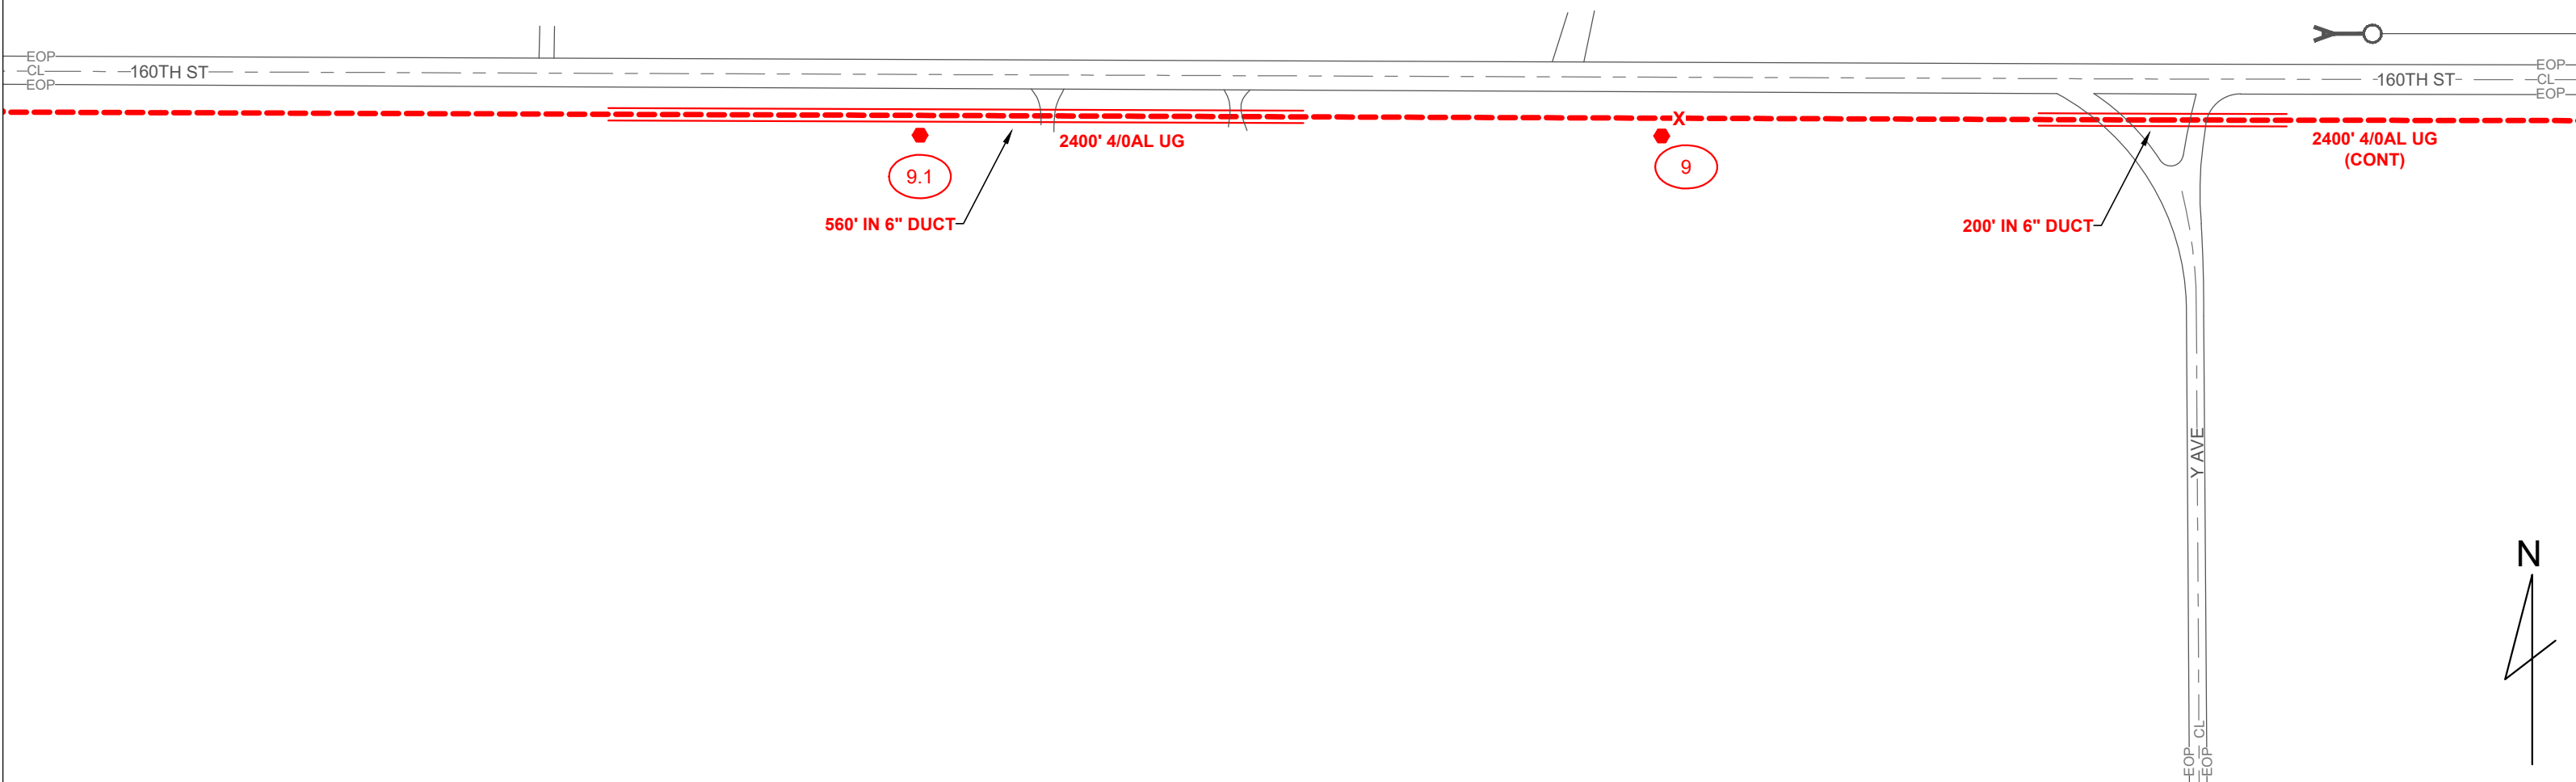 EOP
EOP
CL
160TH ST
160TH ST
CL
EOP
EOP
X
2400' 4/0AL UG
2400' 4/0AL UG
(CONT)
9.1
9
560' IN 6" DUCT
200' IN 6" DUCT
Y AVE
N
CL
EOP
EOP